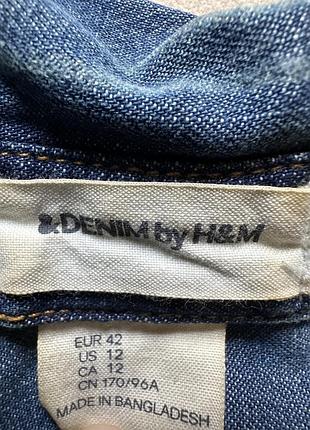 &DENIM by H&M
EUR 42
US 12
CA 12
CN 170/96A
MADE IN BANGLADESH